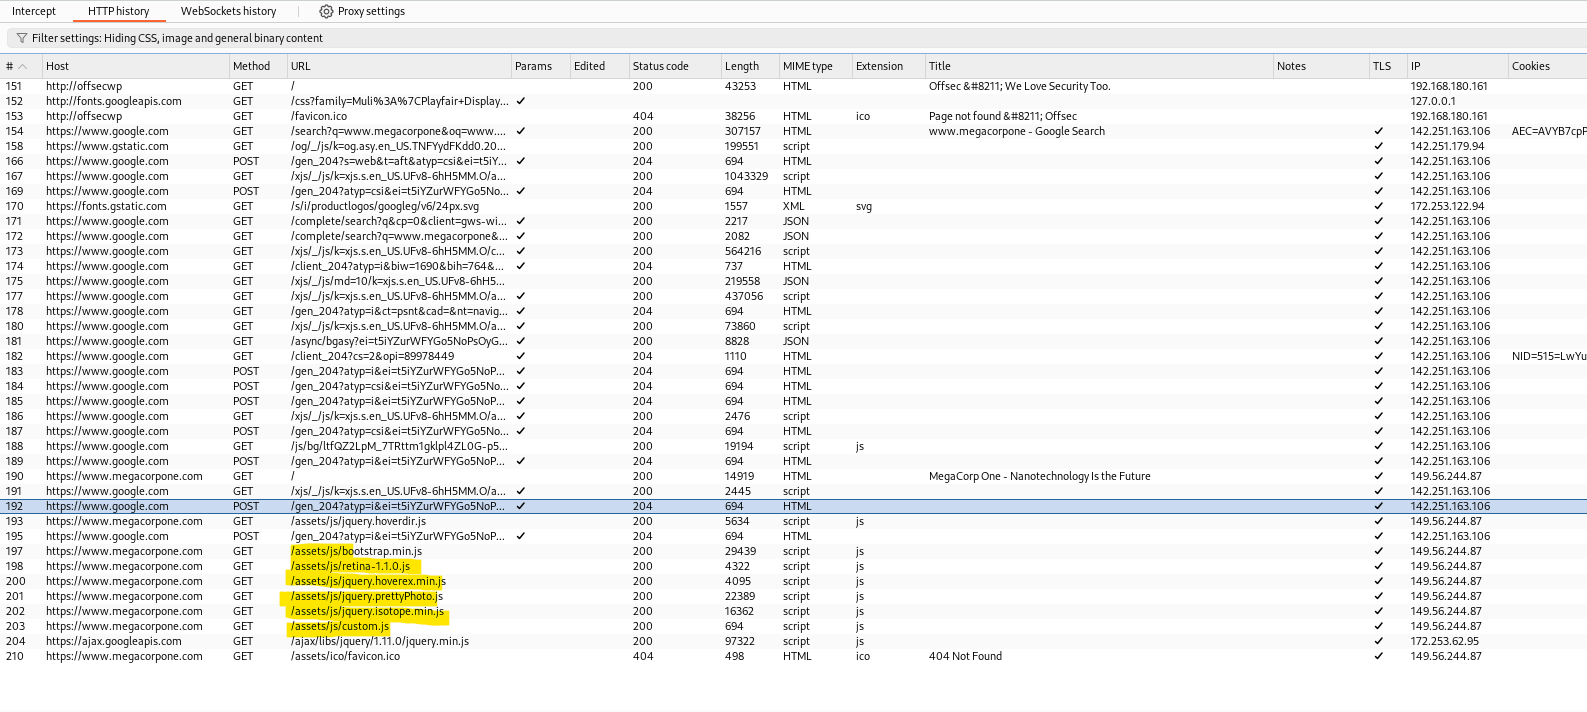 Intercept HTTP history WebSockets history Proxy settings
Filter settings: Hiding CSS, image and general binary content
# Host Method URL Params Edited Status code Length MIME type Extension Title Notes TLS IP Cookies
151 http://offsecwp GET / 200 43253 HTML Offsec &#8211; We Love Security Too. 192.168.180.161
152 http://fonts.googleapis.com GET /css?family=Muli%3A%7CPlayfair+Display... ✓ 127.0.0.1
153 http://offsecwp GET /favicon.ico 404 38256 HTML ico Page not found &#8211; Offsec 192.168.180.161
154 https://www.google.com GET /search?q=www.megacorpone&oq=www.... ✓ 200 307157 HTML www.megacorpone - Google Search ✓ 142.251.163.106 AEC=AVYB7cpP
158 https://www.gstatic.com GET /og/_/js/k=og.asy.en_US.TNFYydFKdd0.20... 200 199551 script ✓ 142.251.179.94
166 https://www.google.com POST /gen_204?s=web&t=aft&atyp=csi&ei=t5iY... ✓ 204 694 HTML ✓ 142.251.163.106
167 https://www.google.com GET /xjs/_/js/k=xjs.s.en_US.UFv8-6hH5MM.O/a... 200 1043329 script ✓ 142.251.163.106
169 https://www.google.com POST /gen_204?atyp=csi&ei=t5iYZurWFYGo5No... ✓ 204 694 HTML ✓ 142.251.163.106
170 https://fonts.gstatic.com GET /s/i/productlogos/googleg/v6/24px.svg 200 1557 XML svg ✓ 172.253.122.94
171 https://www.google.com GET /complete/search?q&cp=0&client=gws-wi... ✓ 200 2217 JSON ✓ 142.251.163.106
172 https://www.google.com GET /complete/search?q=www.megacorpone&... ✓ 200 2082 JSON ✓ 142.251.163.106
173 https://www.google.com GET /xjs/_/js/k=xjs.s.en_US.UFv8-6hH5MM.O/c... ✓ 200 564216 script ✓ 142.251.163.106
174 https://www.google.com GET /client_204?atyp=i&biw=1690&bih=764&... ✓ 204 737 HTML ✓ 142.251.163.106
175 https://www.google.com GET /xjs/_/js/md=10/k=xjs.s.en_US.UFv8-6hH5... 200 219558 JSON ✓ 142.251.163.106
177 https://www.google.com GET /xjs/_/js/k=xjs.s.en_US.UFv8-6hH5MM.O/a... ✓ 200 437056 script ✓ 142.251.163.106
178 https://www.google.com GET /gen_204?atyp=i&ct=psnt&cad=&nt=navig... ✓ 204 694 HTML ✓ 142.251.163.106
180 https://www.google.com GET /xjs/_/js/k=xjs.s.en_US.UFv8-6hH5MM.O/a... ✓ 200 73860 script ✓ 142.251.163.106
181 https://www.google.com GET /async/bgasy?ei=t5iYZurWFYGo5NoPsOyG... ✓ 200 8828 JSON ✓ 142.251.163.106
182 https://www.google.com GET /client_204?cs=2&opi=89978449 ✓ 204 1110 HTML ✓ 142.251.163.106 NID=515=LwYu
183 https://www.google.com POST /gen_204?atyp=i&ei=t5iYZurWFYGo5NoP... ✓ 204 694 HTML ✓ 142.251.163.106
184 https://www.google.com POST /gen_204?atyp=csi&ei=t5iYZurWFYGo5No... ✓ 204 694 HTML ✓ 142.251.163.106
185 https://www.google.com POST /gen_204?atyp=i&ei=t5iYZurWFYGo5NoP... ✓ 204 694 HTML ✓ 142.251.163.106
186 https://www.google.com GET /xjs/_/js/k=xjs.s.en_US.UFv8-6hH5MM.O/a... ✓ 200 2476 script ✓ 142.251.163.106
187 https://www.google.com POST /gen_204?atyp=csi&ei=t5iYZurWFYGo5No... ✓ 204 694 HTML ✓ 142.251.163.106
188 https://www.google.com GET /js/bg/ltfQZ2LpM_7TRttm1gklpl4ZL0G-p5... 200 19194 script js ✓ 142.251.163.106
189 https://www.google.com POST /gen_204?atyp=i&ei=t5iYZurWFYGo5NoP... ✓ 204 694 HTML ✓ 142.251.163.106
190 https://www.megacorpone.com GET / 200 14919 HTML MegaCorp One - Nanotechnology Is the Future ✓ 149.56.244.87
191 https://www.google.com GET /xjs/_/js/k=xjs.s.en_US.UFv8-6hH5MM.O/a... ✓ 200 2445 script ✓ 142.251.163.106
192 https://www.google.com POST /gen_204?atyp=i&ei=t5iYZurWFYGo5NoP... ✓ 204 694 HTML ✓ 142.251.163.106
193 https://www.megacorpone.com GET /assets/js/jquery.hoverdir.js 200 5634 script js ✓ 149.56.244.87
195 https://www.google.com POST /gen_204?atyp=i&ei=t5iYZurWFYGo5NoP... ✓ 204 694 HTML ✓ 142.251.163.106
197 https://www.megacorpone.com GET /assets/js/bootstrap.min.js 200 29439 script js ✓ 149.56.244.87
198 https://www.megacorpone.com GET /assets/js/retina-1.1.0.js 200 4322 script js ✓ 149.56.244.87
200 https://www.megacorpone.com GET /assets/js/jquery.hoverex.min.js 200 4095 script js ✓ 149.56.244.87
201 https://www.megacorpone.com GET /assets/js/jquery.prettyPhoto.js 200 22389 script js ✓ 149.56.244.87
202 https://www.megacorpone.com GET /assets/js/jquery.isotope.min.js 200 16362 script js ✓ 149.56.244.87
203 https://www.megacorpone.com GET /assets/js/custom.js 200 694 script js ✓ 149.56.244.87
204 https://ajax.googleapis.com GET /ajax/libs/jquery/1.11.0/jquery.min.js 200 97322 script js ✓ 172.253.62.95
210 https://www.megacorpone.com GET /assets/ico/favicon.ico 404 498 HTML ico 404 Not Found ✓ 149.56.244.87